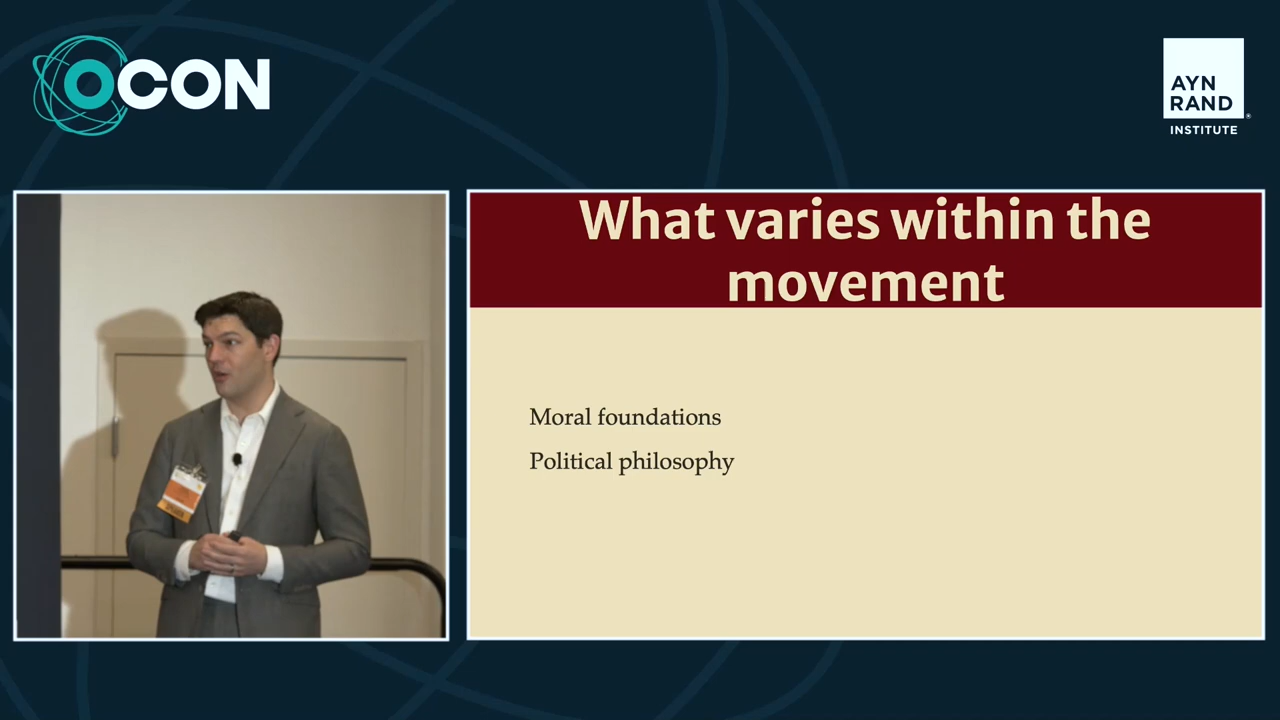 OCON
AYN
RAND
INSTITUTE
What varies within the
movement
Moral foundations
Political philosophy